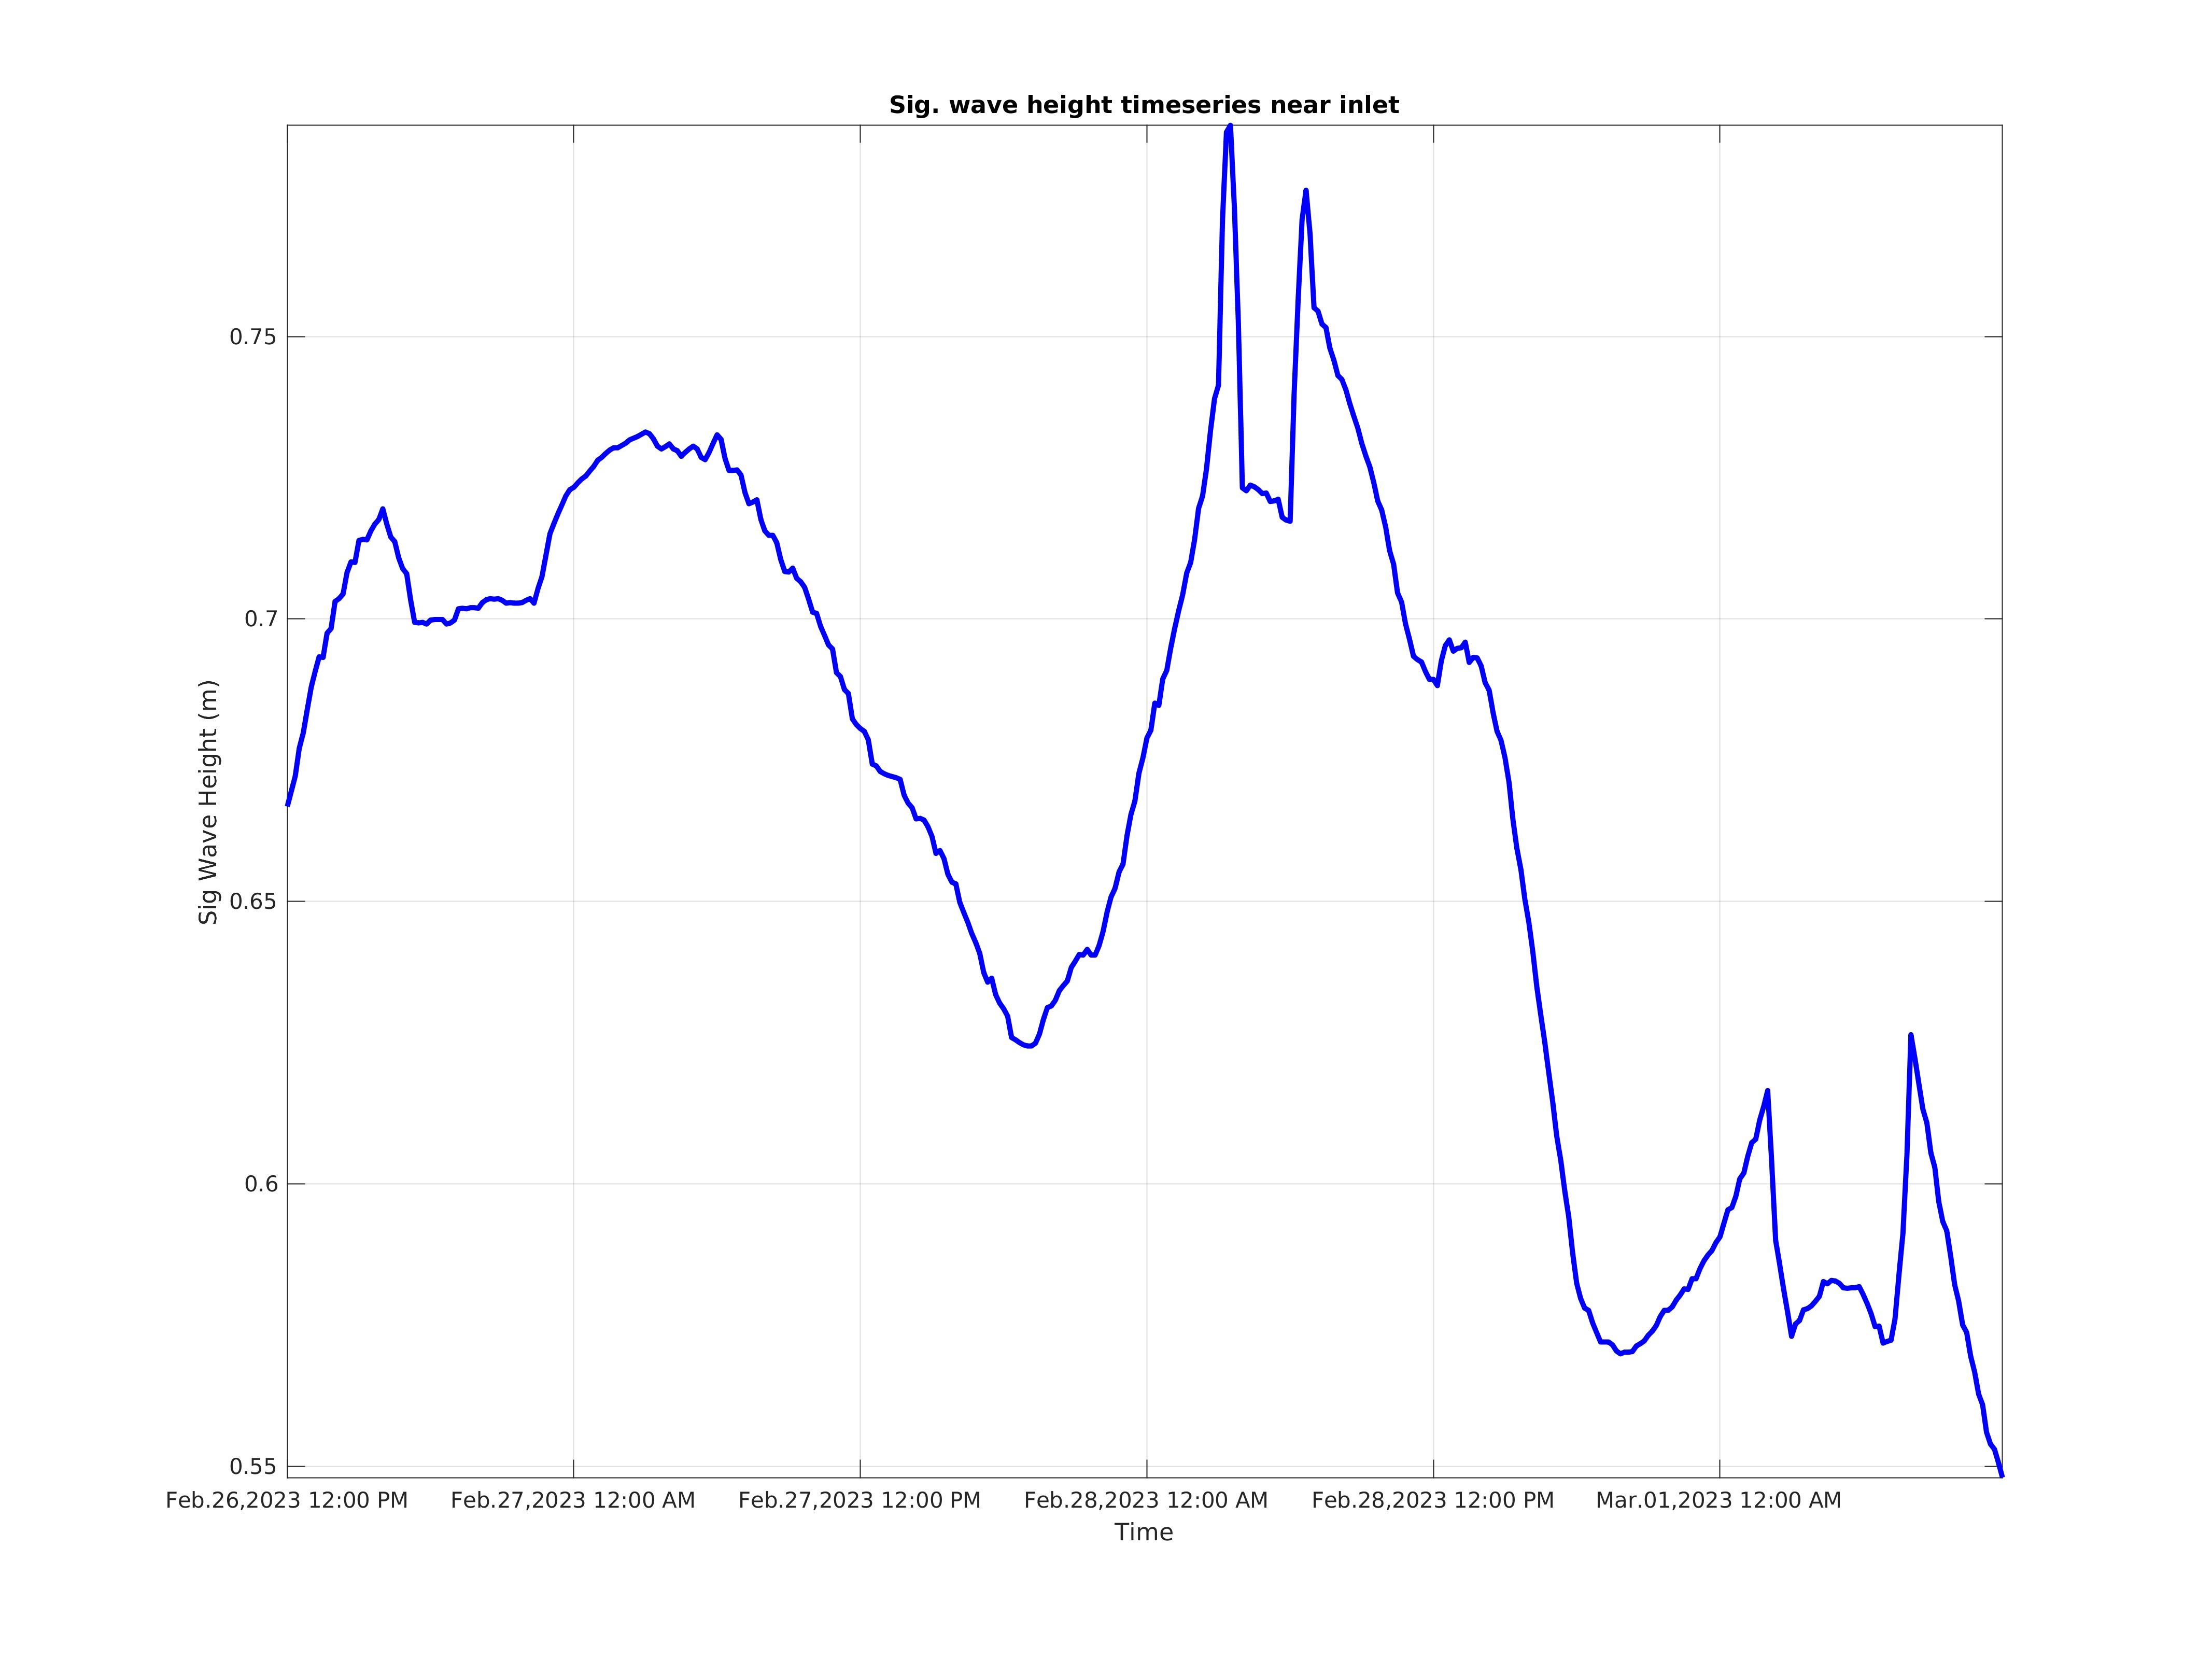 Sig. wave height timeseries near inlet
Sig Wave Height (m)
0.75
0.7
0.65
0.6
0.55
Feb.26,2023 12:00 PM
Feb.27,2023 12:00 AM
Feb.27,2023 12:00 PM
Feb.28,2023 12:00 AM
Feb.28,2023 12:00 PM
Mar.01,2023 12:00 AM
Time